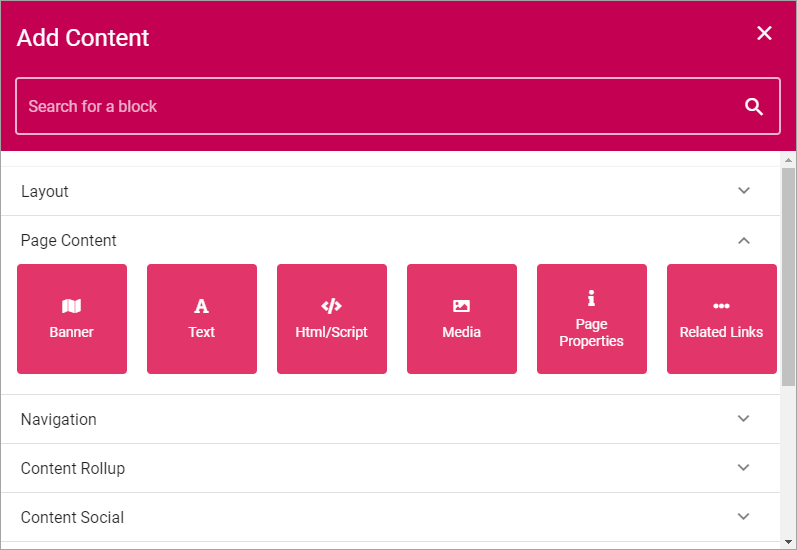 Add Content
Search for a block
Layout
Page Content
Banner
Text
Html/Script
Media
Page
Properties
Related Links
Navigation
Content Rollup
Content Social